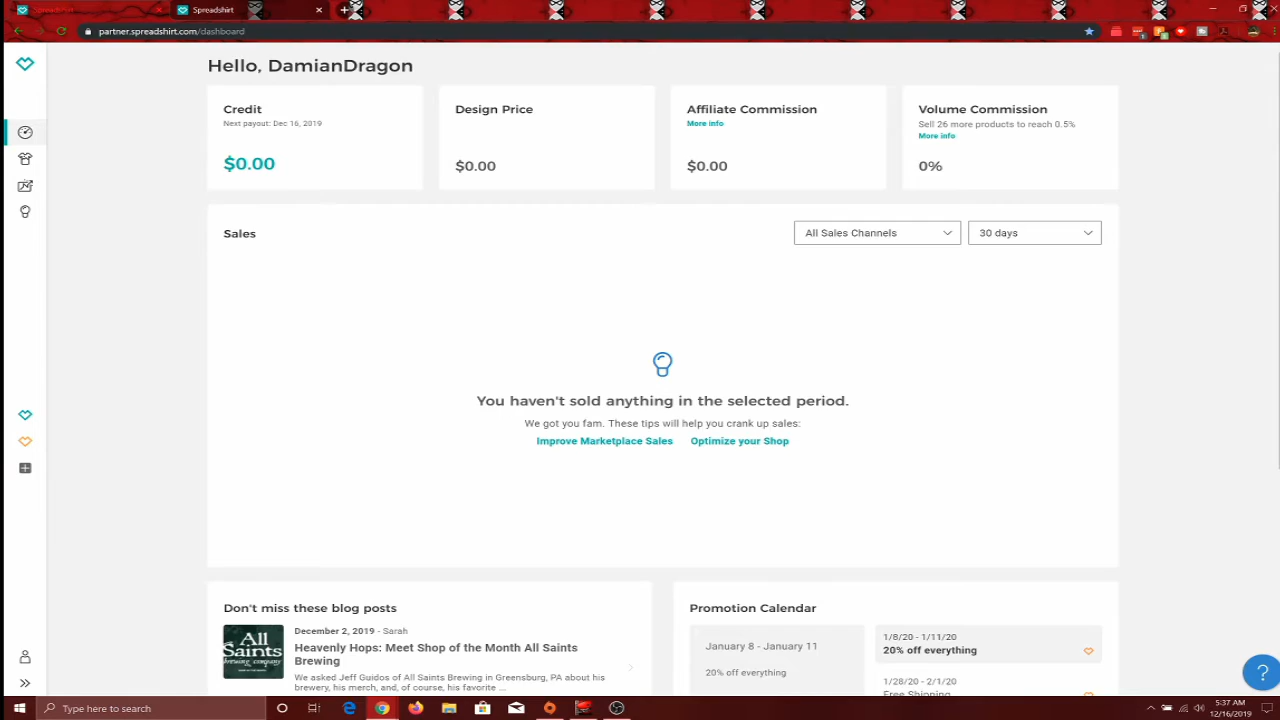 Spreadshirt
Spreadshirt
partner.spreadshirt.com/dashboard
Hello, DamianDragon
Credit
Next payout: Dec 16, 2019
$0.00
Design Price
$0.00
Affiliate Commission
More info
$0.00
Volume Commission
Sell 26 more products to reach 0.5%
More info
0%
Sales
All Sales Channels
30 days
You haven't sold anything in the selected period.
We got you fam. These tips will help you crank up sales:
Improve Marketplace Sales
Optimize your Shop
Don't miss these blog posts
All
Saints
brewing company
December 2, 2019 - Sarah
Heavenly Hops: Meet Shop of the Month All Saints
Brewing
We asked Jeff Guidos of All Saints Brewing in Greensburg, PA about his
brewery, his merch, and, of course, his favorite ...
Promotion Calendar
January 8 - January 11
20% off everything
1/8/20 - 1/11/20
20% off everything
1/28/20 - 2/1/20
Free Shipping
?
Type here to search
5:37 AM
12/16/2019